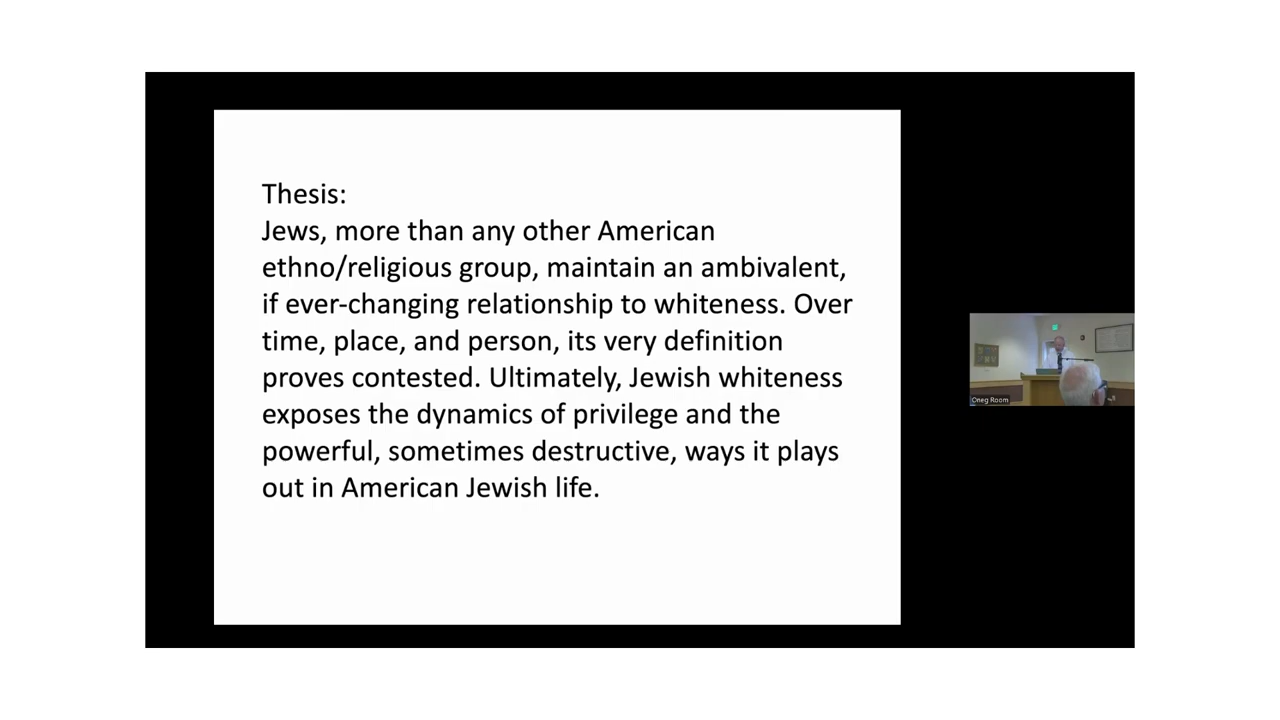 Thesis:
Jews, more than any other American
ethno/religious group, maintain an ambivalent,
if ever-changing relationship to whiteness. Over
time, place, and person, its very definition
proves contested. Ultimately, Jewish whiteness
exposes the dynamics of privilege and the
powerful, sometimes destructive, ways it plays
out in American Jewish life.
Oneg Room